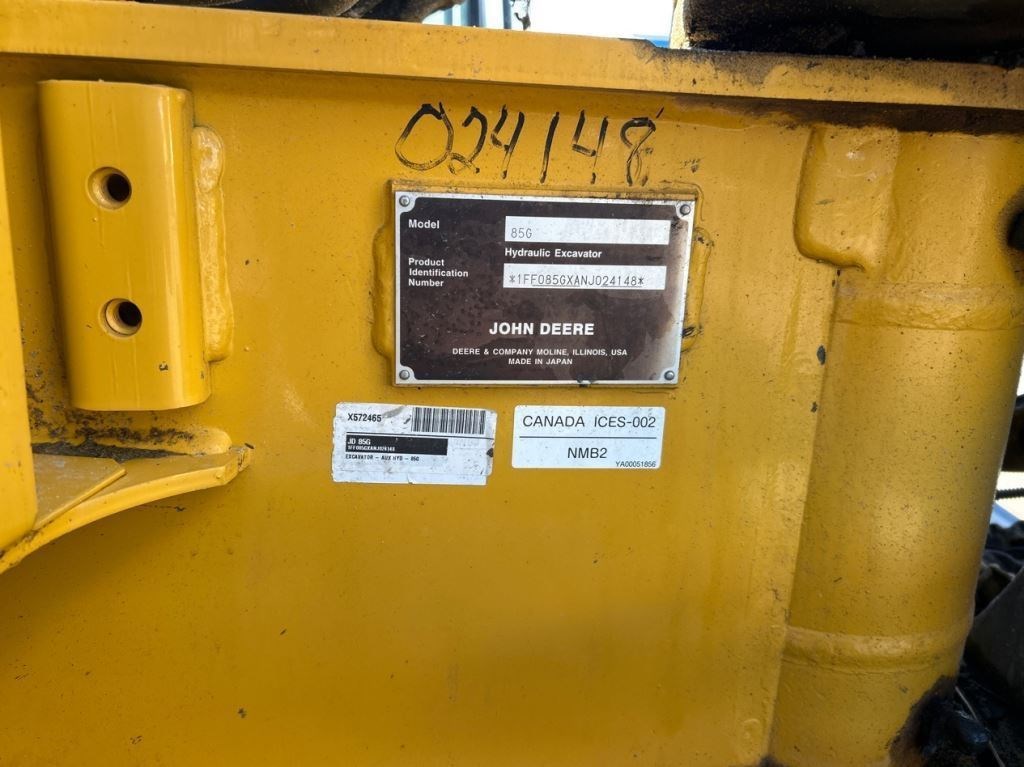 024148
Model
85G
Hydraulic Excavator
Product
Identification
Number
*1FF085GXANJ024148*
JOHN DEERE
DEERE & COMPANY MOLINE, ILLINOIS, USA
MADE IN JAPAN
X572465
JD 85G
1FF085GXANJ024148
EXCAVATOR - AUX HYD - 85G
CANADA ICES-002
NMB2
YA00051856